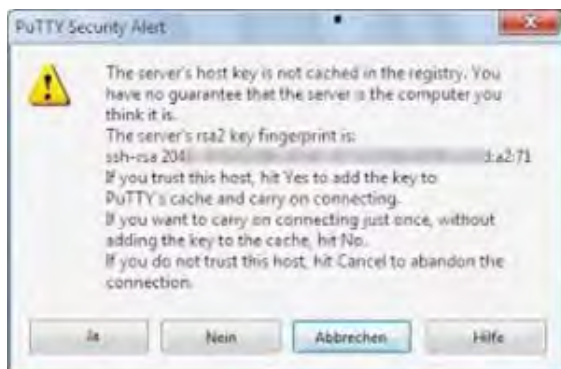 PuTTY Security Alert
The server's host key is not cached in the registry. You
have no guarantee that the server is the computer you
think it is.
The server's rsa2 key fingerprint is:
ssh-rsa 204 d:a2:71
If you trust this host, hit Yes to add the key to
PuTTY's cache and carry on connecting.
If you want to carry on connecting just once, without
adding the key to the cache, hit No.
If you do not trust this host, hit Cancel to abandon the
connection.
Ja
Nein
Abbrechen
Hilfe